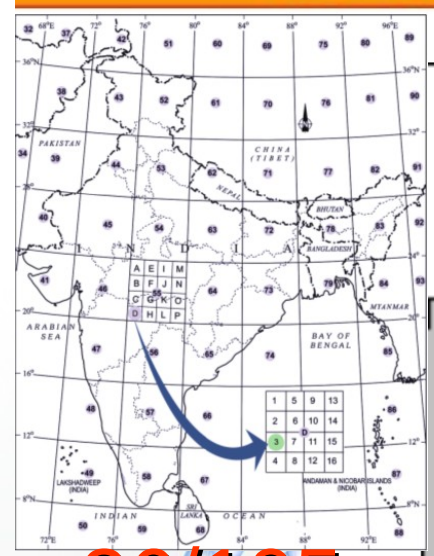 68°E 72° 76° 80° 84° 88° 92° 96°E
32 37 42 51 60 69 75 80 89
36°N 36°N
38 43 52 61 70 76 81 90
32° 32°
PAKISTAN
CHINA
(TIBET)
34 39 44 53 62 71 77 82 91
NEPAL
28°
BHUTAN
40 45 54 63 72 78 83 92
BANGLADESH
I N D I A
A E I M
B F J N
C G K O
D H L P
41 46 55 64 73 79 84 93
MYANMAR
20° 20°
ARABIAN
SEA
BAY OF
BENGAL
47 56 65 74 85
16° 16°
1 5 9 13
2 6 10 14
3 7 11 15
4 8 12 16
D
48 57 66 86
12° 12°
49 58 67 87
LAKSHADWEEP
(INDIA)
ANDAMAN AND NICOBAR ISLANDS
(INDIA)
8°N 8°N
SRI
LANKA
INDIAN OCEAN
50 59 68 88
72°E 76° 80° 84° 88° 92°E